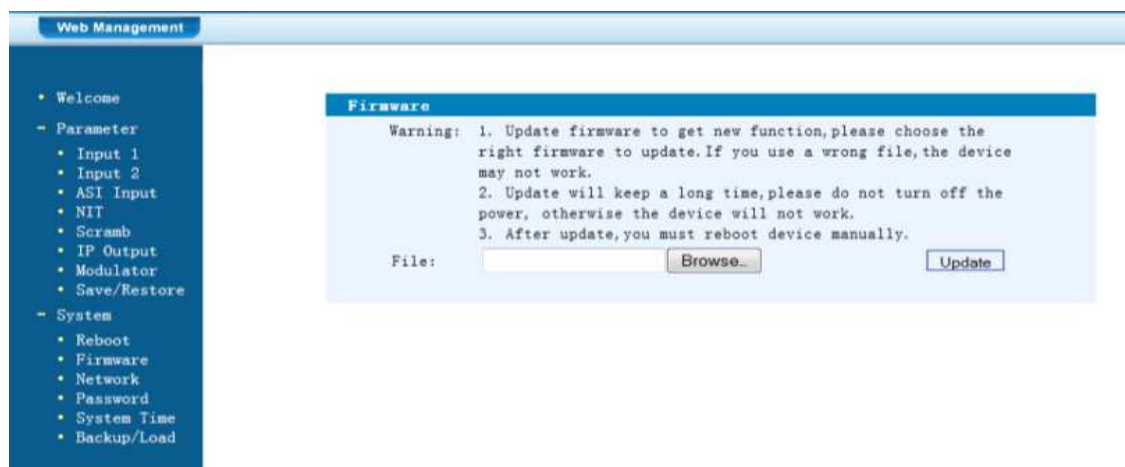 Web Management
Welcome
Parameter
Input 1
Input 2
ASI Input
NIT
Scramb
IP Output
Modulator
Save/Restore
System
Reboot
Firmware
Network
Password
System Time
Backup/Load
Firmware
Warning: 1. Update firmware to get new function,please choose the
right firmware to update.If you use a wrong file,the device
may not work.
2. Update will keep a long time,please do not turn off the
power, otherwise the device will not work.
3. After update,you must reboot device manually.
File: Browse... Update